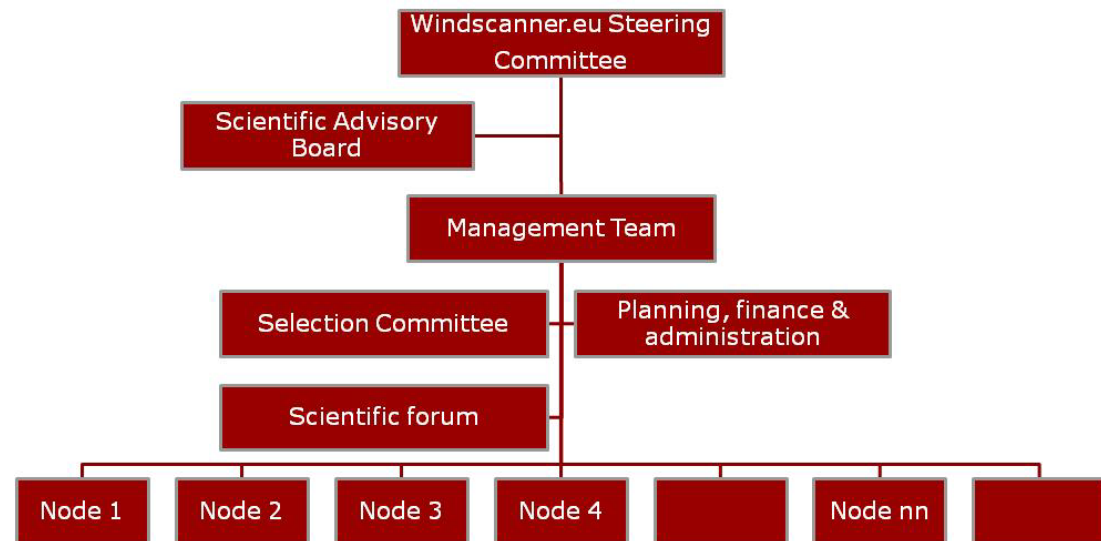 Windscanner.eu Steering
Committee
Scientific Advisory
Board
Management Team
Selection Committee
Planning, finance &
administration
Scientific forum
Node 1
Node 2
Node 3
Node 4
Node nn